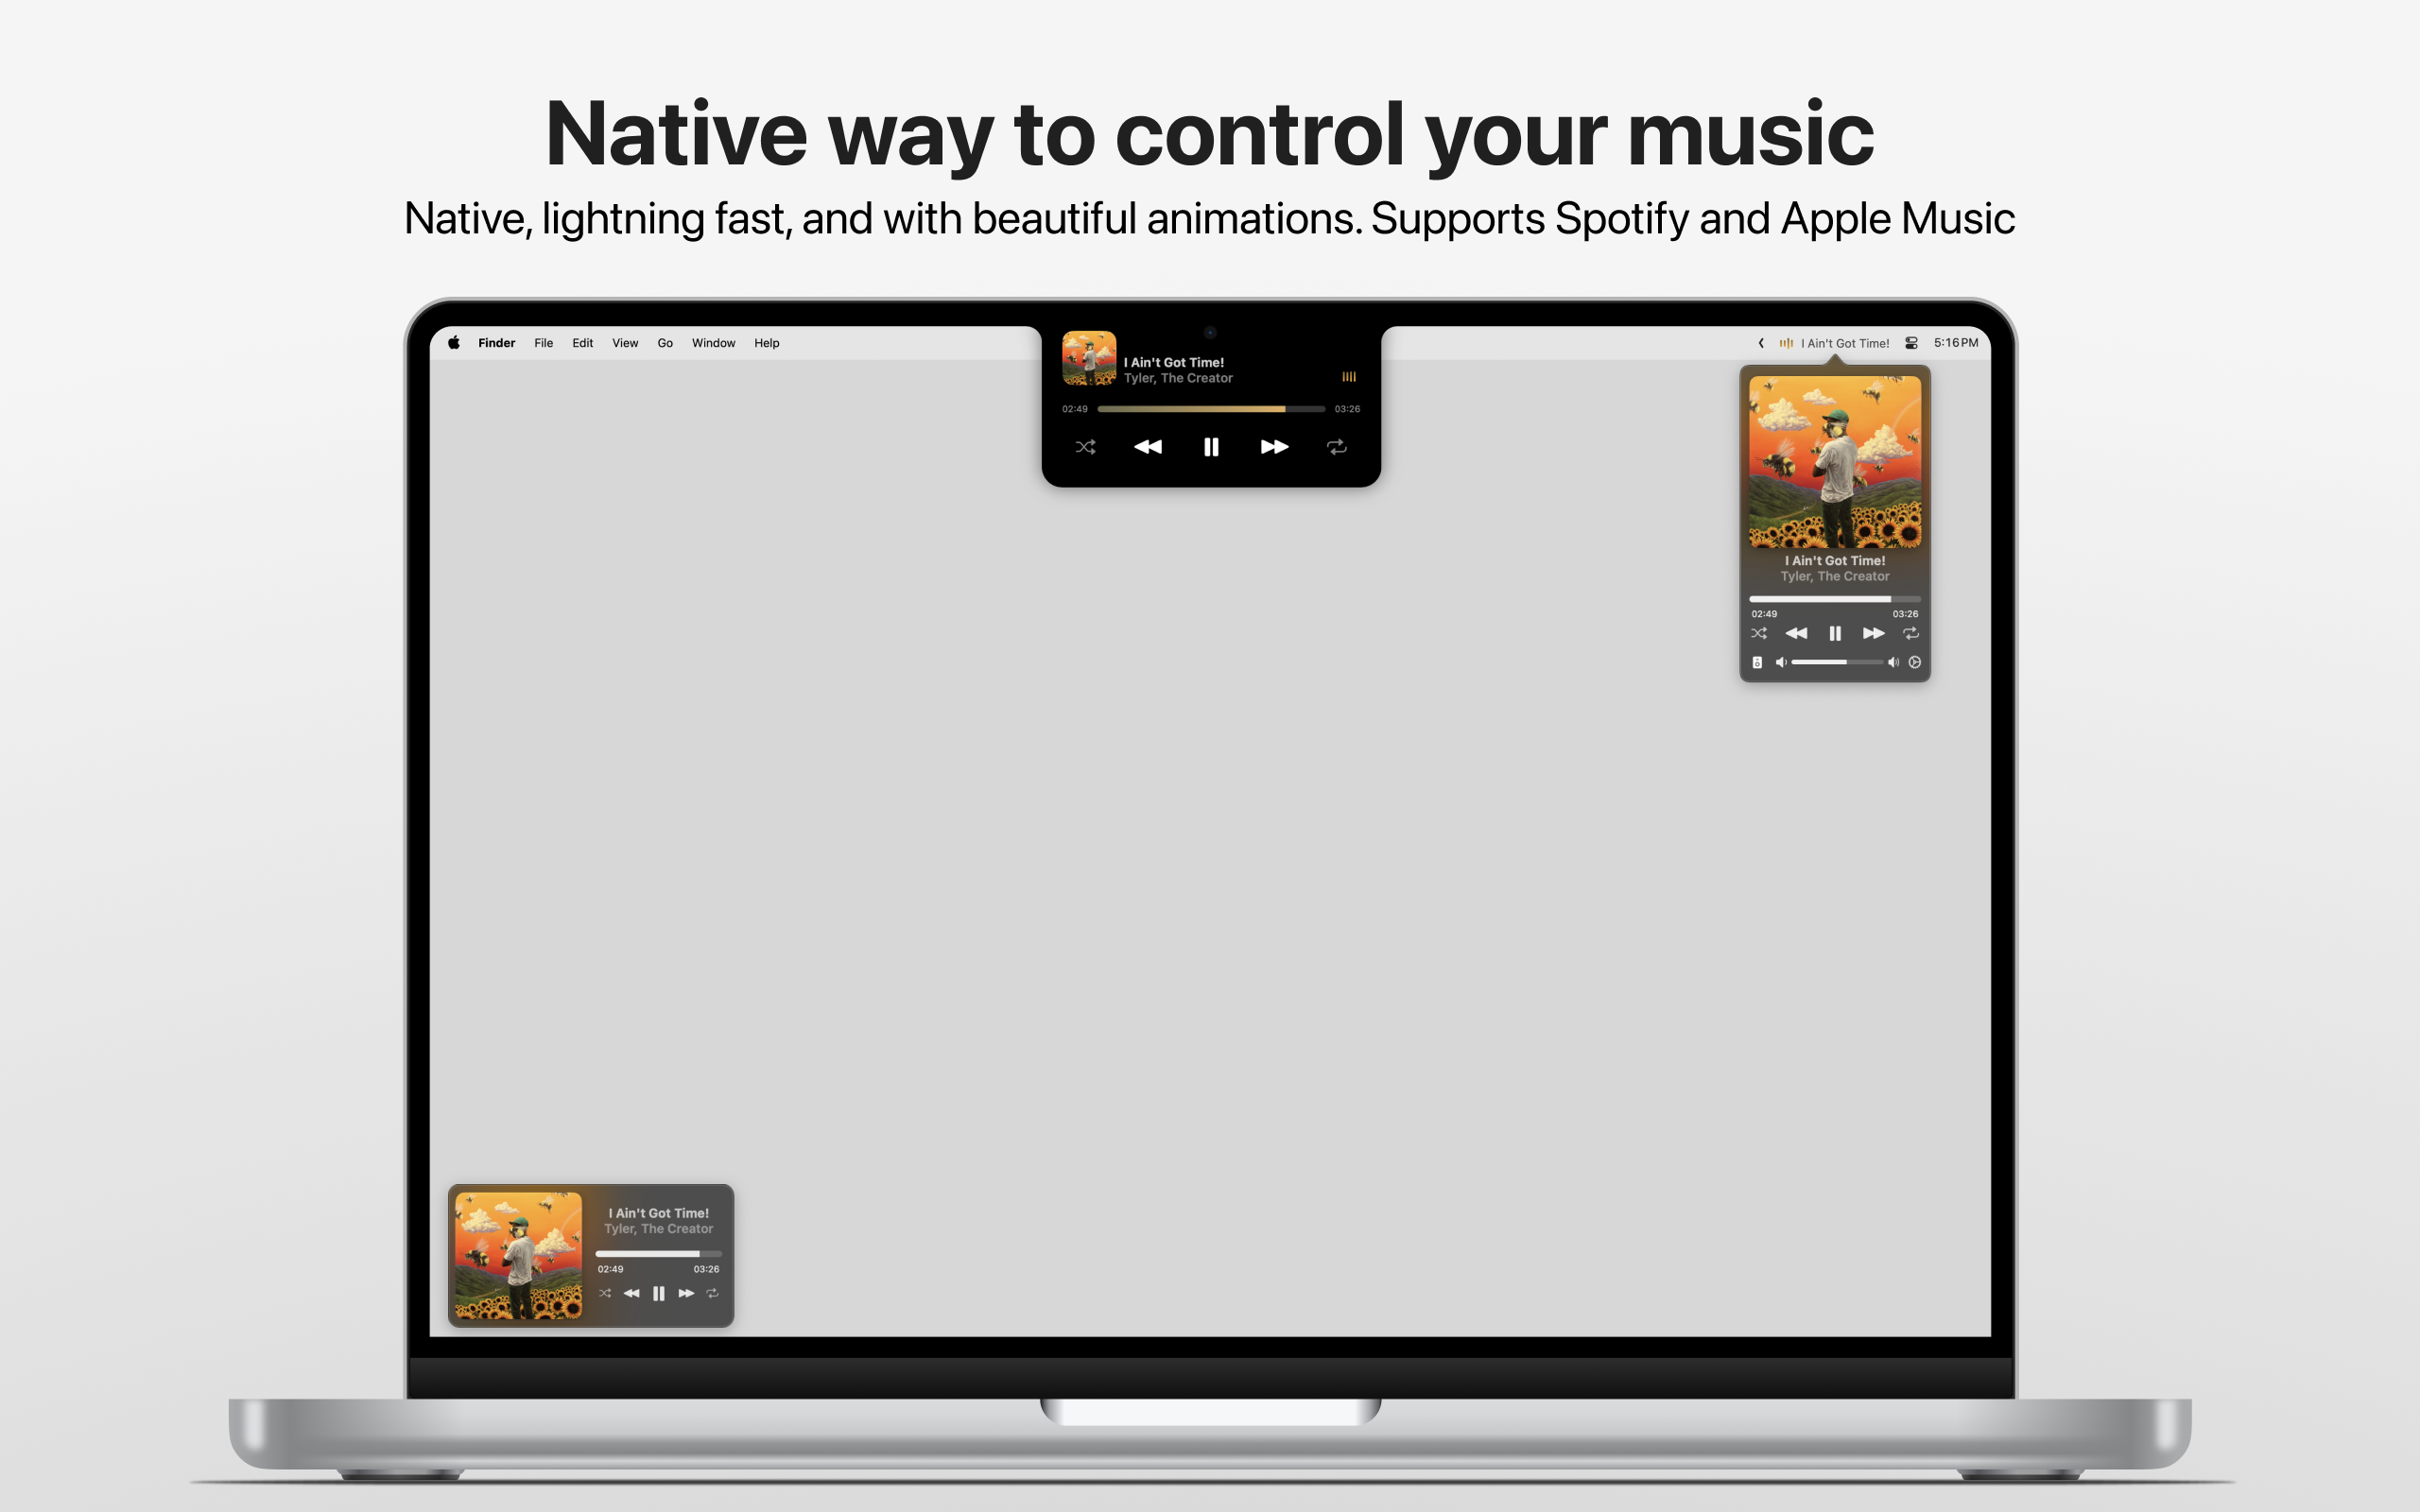 Native way to control your music
Native, lightning fast, and with beautiful animations. Supports Spotify and Apple Music
Finder File Edit View Go Window Help
I Ain't Got Time! 5:16 PM
I Ain't Got Time!
Tyler, The Creator
02:49 03:26
I Ain't Got Time!
Tyler, The Creator
02:49 03:26
I Ain't Got Time!
Tyler, The Creator
02:49 03:26